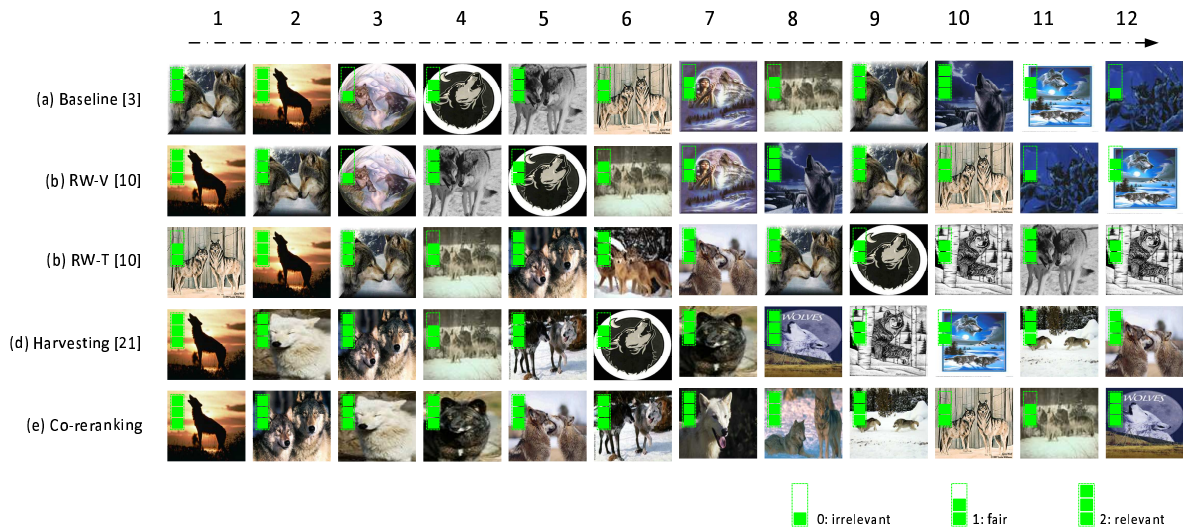 1 2 3 4 5 6 7 8 9 10 11 12
(a) Baseline [3]
(b) RW-V [10]
(b) RW-T [10]
(d) Harvesting [21]
WOLVES
(e) Co-reranking
WOLVES
0: irrelevant 1: fair 2: relevant